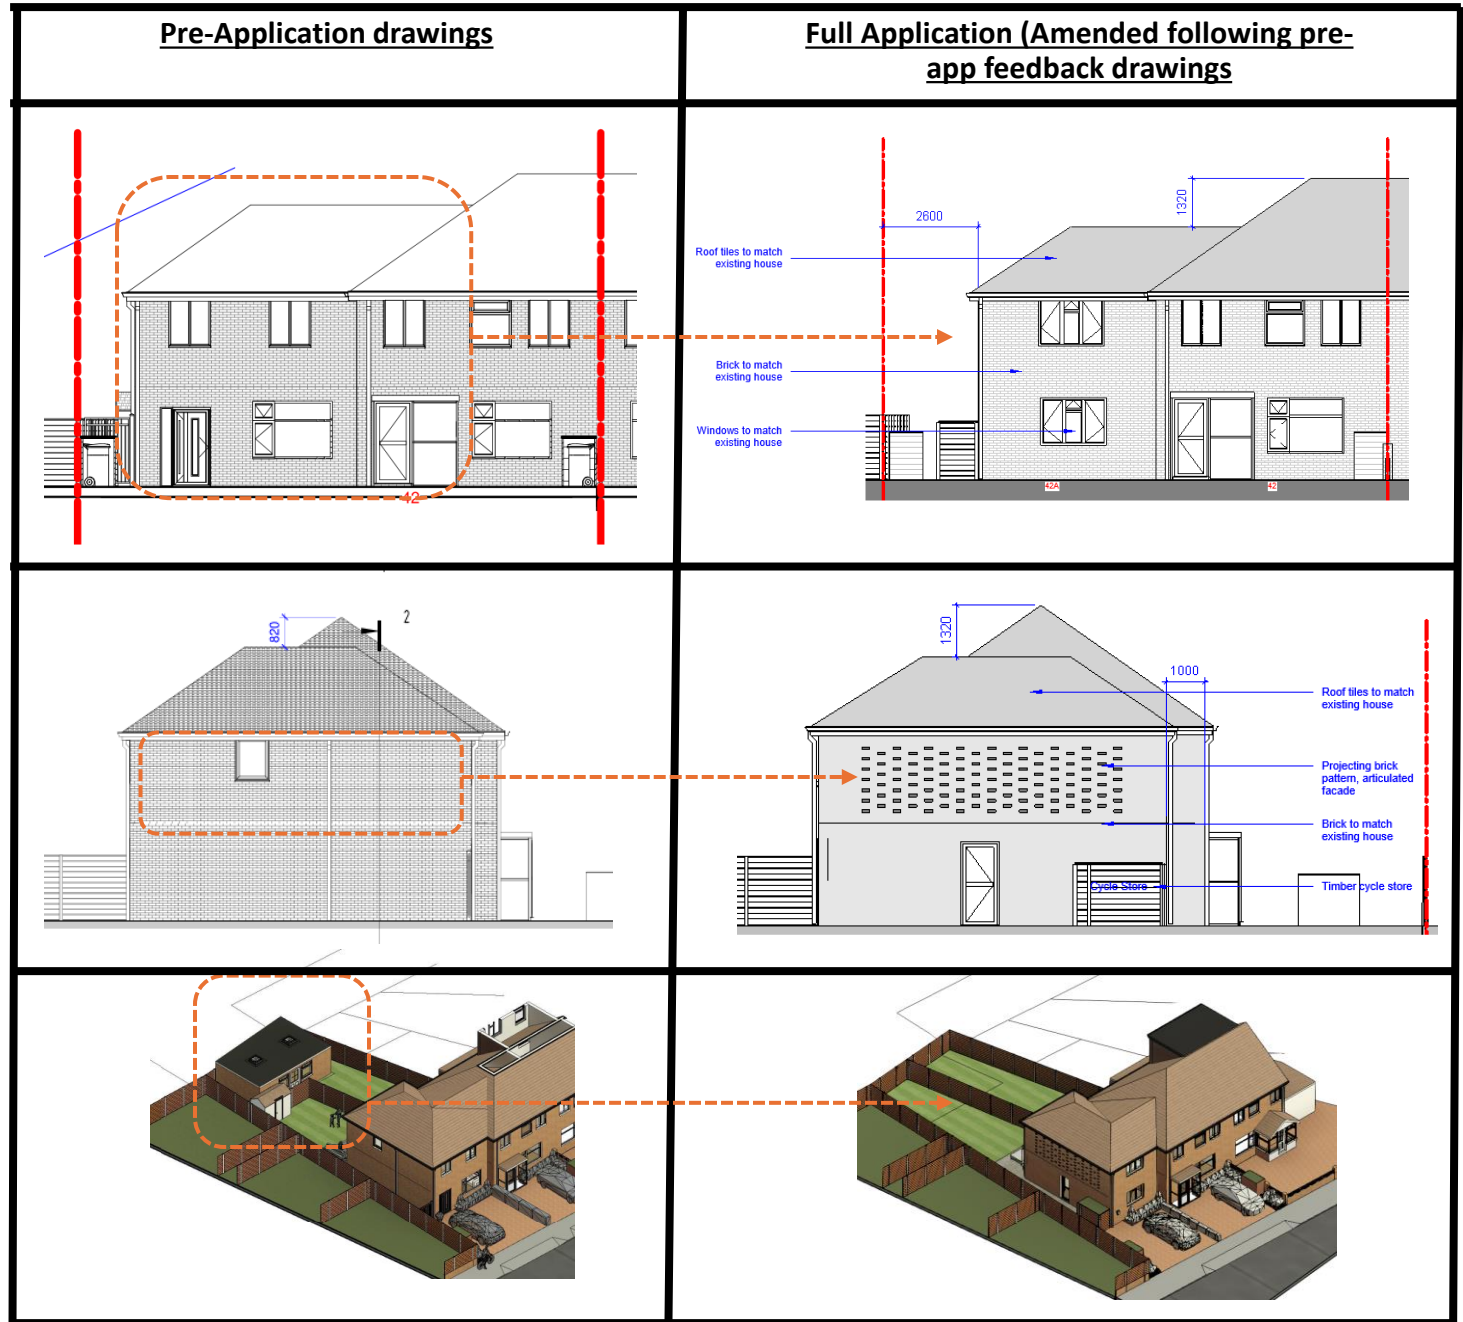 Pre-Application drawings
Full Application (Amended following pre-
app feedback drawings
42
2600
1320
Roof tiles to match
existing house
Brick to match
existing house
Windows to match
existing house
42A
42
820
2
1320
1000
Roof tiles to match
existing house
Projecting brick
pattern, articulated
facade
Brick to match
existing house
Cycle Store
Timber cycle store